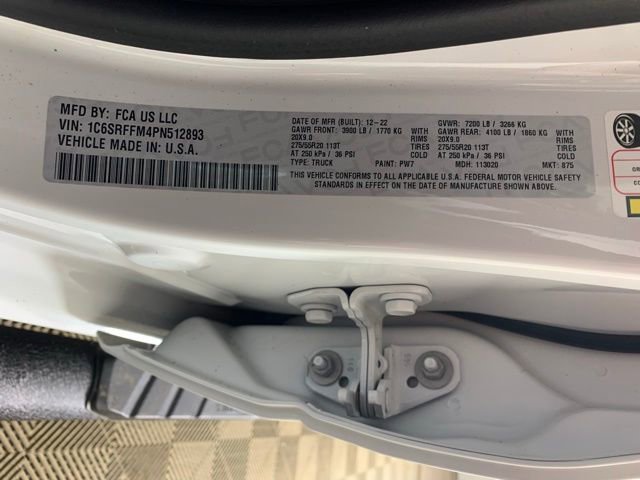 MFD BY: FCA US LLC
VIN: 1C6SRFFM4PN512893
VEHICLE MADE IN: U.S.A.
DATE OF MFR (BUILT): 12-22 GVWR: 7200 LB / 3266 KG
GAWR FRONT: 3900 LB / 1770 KG WITH GAWR REAR: 4100 LB / 1860 KG WITH
20X9.0 RIMS 20X9.0 RIMS
275/55R20 113T TIRES 275/55R20 113T TIRES
AT 250 kPa / 36 PSI COLD AT 250 kPa / 36 PSI COLD
TYPE: TRUCK PAINT: PW7 MDH: 113020 MKT: 875
THIS VEHICLE CONFORMS TO ALL APPLICABLE U.S.A. FEDERAL MOTOR VEHICLE SAFETY
STANDARDS IN EFFECT ON THE DATE OF MANUFACTURE SHOWN ABOVE.